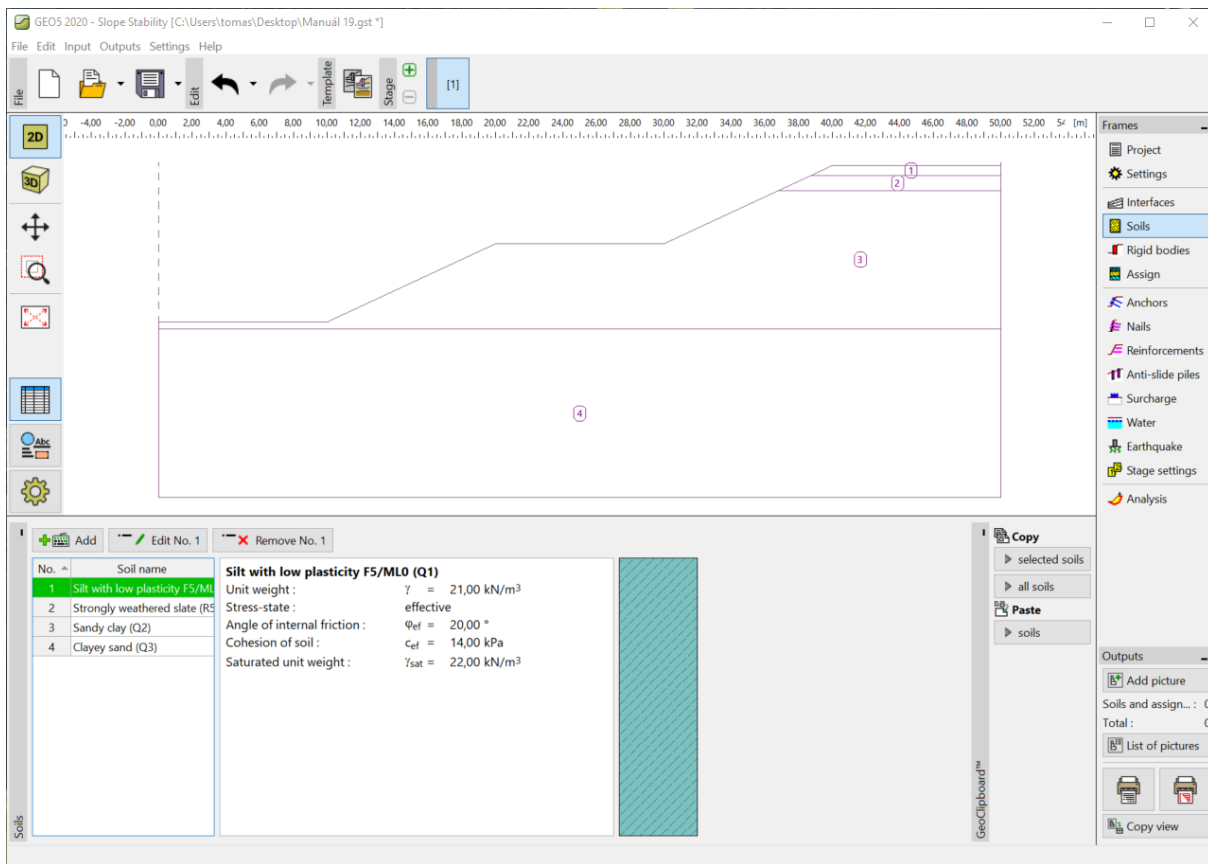 GEO5 2020 - Slope Stability [C:\Users\tomas\Desktop\Manuál 19.gst *]
File Edit Input Outputs Settings Help
File
Edit
Template
Stage
[1]
-4,00 -2,00 0,00 2,00 4,00 6,00 8,00 10,00 12,00 14,00 16,00 18,00 20,00 22,00 24,00 26,00 28,00 30,00 32,00 34,00 36,00 38,00 40,00 42,00 44,00 46,00 48,00 50,00 52,00 [m]
2D
3D
Abc
1
2
3
4
Frames
Project
Settings
Interfaces
Soils
Rigid bodies
Assign
Anchors
Nails
Reinforcements
Anti-slide piles
Surcharge
Water
Earthquake
Stage settings
Analysis
Add
Edit No. 1
Remove No. 1
No. Soil name
1 Silt with low plasticity F5/ML
2 Strongly weathered slate (R5
3 Sandy clay (Q2)
4 Clayey sand (Q3)
Silt with low plasticity F5/ML0 (Q1)
Unit weight : γ = 21,00 kN/m³
Stress-state : effective
Angle of internal friction : φef = 20,00 °
Cohesion of soil : cef = 14,00 kPa
Saturated unit weight : γsat = 22,00 kN/m³
Soils
GeoClipboard™
Copy
selected soils
all soils
Paste
soils
Outputs
Add picture
Soils and assign... : 0
Total : 0
List of pictures
Copy view